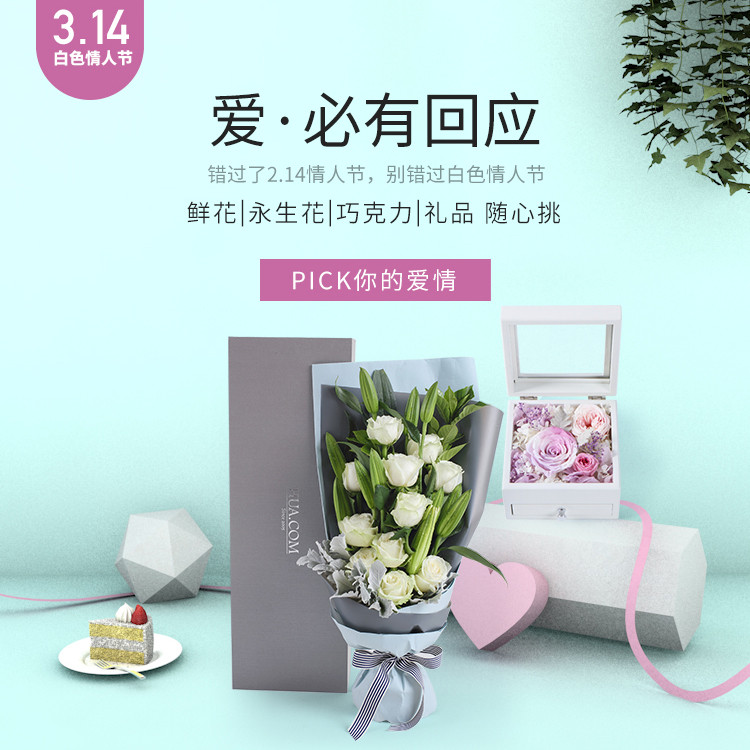 3.14
白色情人节
爱·必有回应
错过了2.14情人节，别错过白色情人节
鲜花|永生花|巧克力|礼品 随心挑
PICK你的爱情